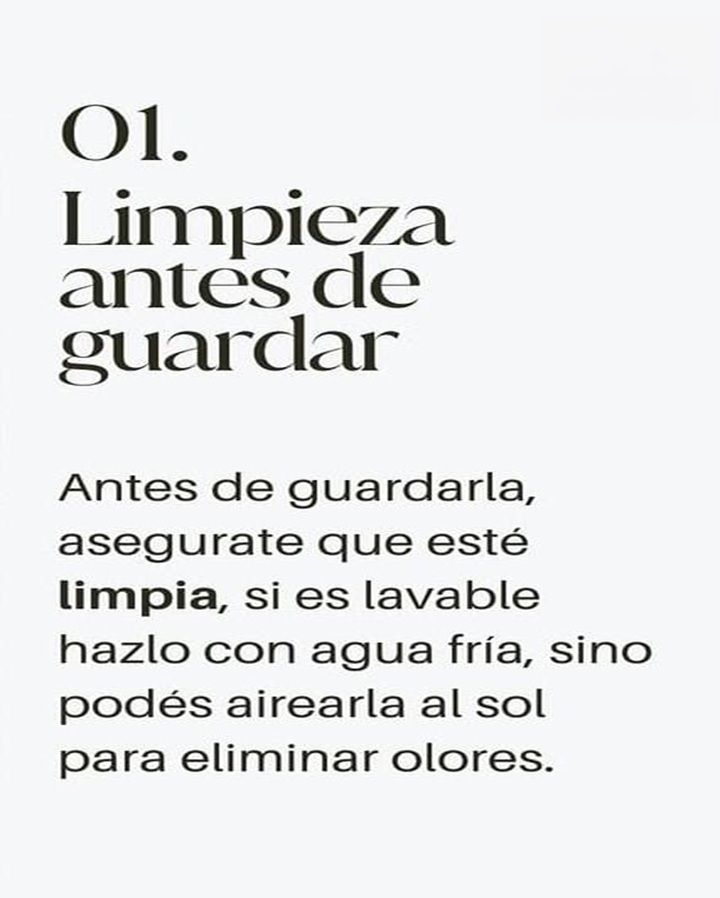 01.
Limpieza
antes de
guardar
Antes de guardarla,
asegurate que esté
limpia, si es lavable
hazlo con agua fría, sino
podés airearla al sol
para eliminar olores.